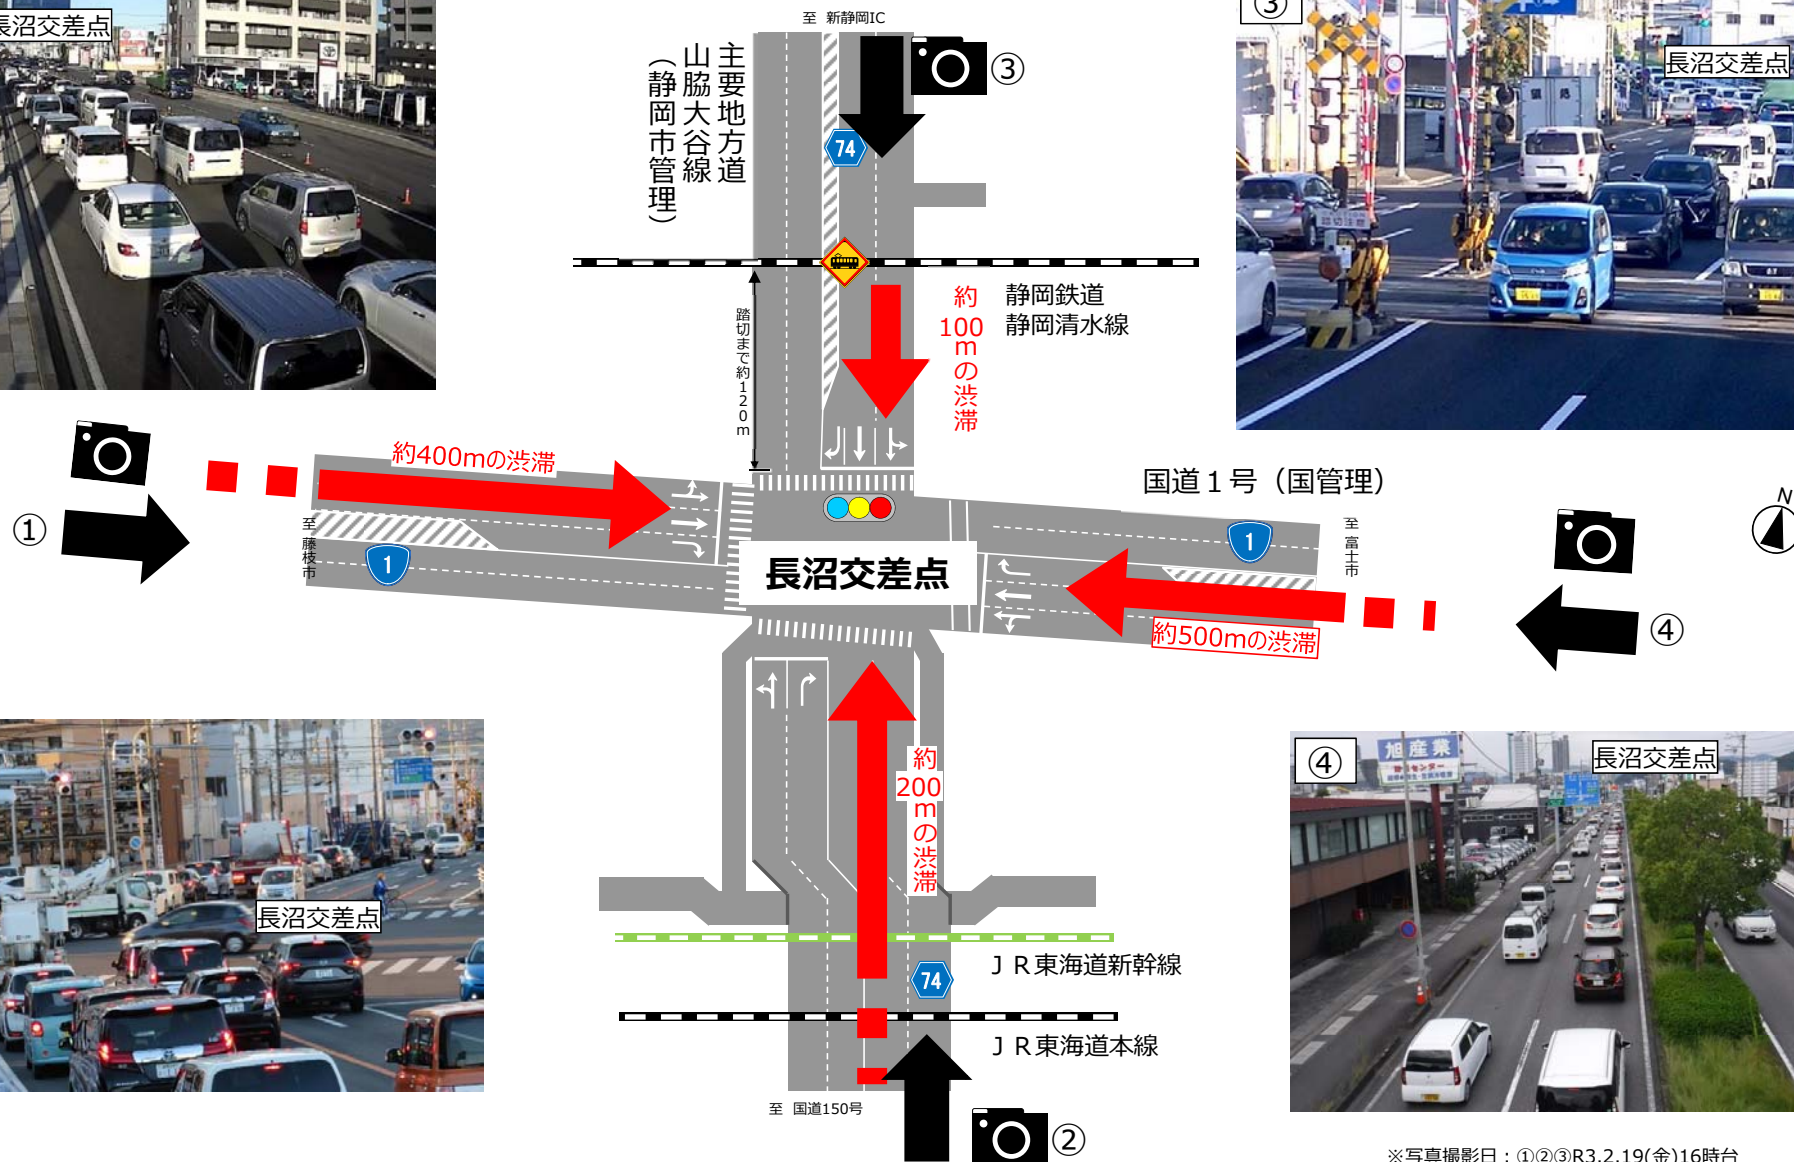 長沼交差点
至 新静岡IC
主要地方道
山脇大谷線
（静岡市管理）
③
③
長沼交差点
74
静岡鉄道
静岡清水線
約100mの渋滞
踏切まで約120m
約400mの渋滞
①
至 藤枝市
1
国道１号（国管理）
1
至 富士市
N
長沼交差点
約500mの渋滞
④
約200mの渋滞
長沼交差点
④
旭産業
長沼交差点
ＪＲ東海道新幹線
74
ＪＲ東海道本線
至 国道150号
②
※写真撮影日：①②③R3.2.19(金)16時台